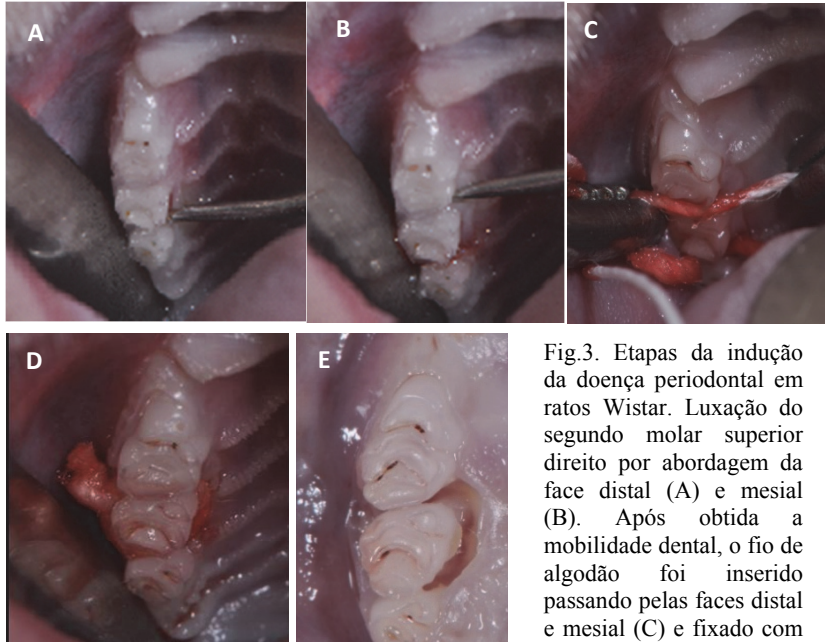 A
B
C
D
E
Fig.3. Etapas da indução
da doença periodontal em
ratos Wistar. Luxação do
segundo molar superior
direito por abordagem da
face distal (A) e mesial
(B). Após obtida a
mobilidade dental, o fio de
algodão foi inserido
passando pelas faces distal
e mesial (C) e fixado com